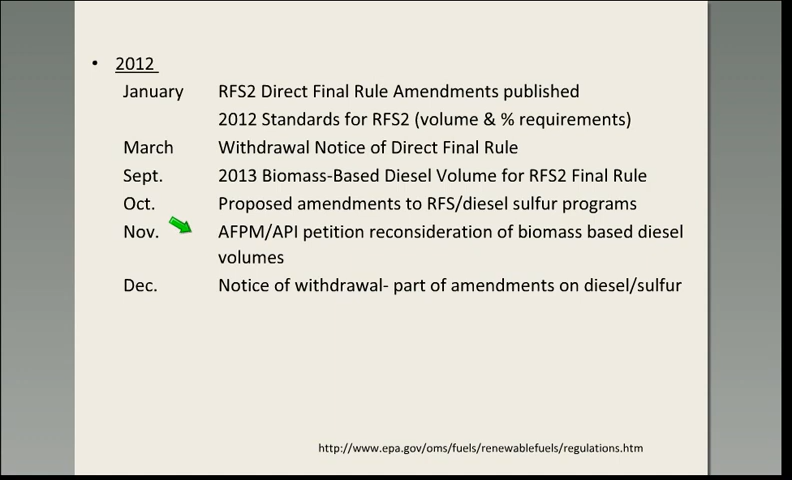 • 2012
January RFS2 Direct Final Rule Amendments published
2012 Standards for RFS2 (volume & % requirements)
March Withdrawal Notice of Direct Final Rule
Sept. 2013 Biomass-Based Diesel Volume for RFS2 Final Rule
Oct. Proposed amendments to RFS/diesel sulfur programs
Nov. AFPM/API petition reconsideration of biomass based diesel
volumes
Dec. Notice of withdrawal- part of amendments on diesel/sulfur
http://www.epa.gov/oms/fuels/renewablefuels/regulations.htm